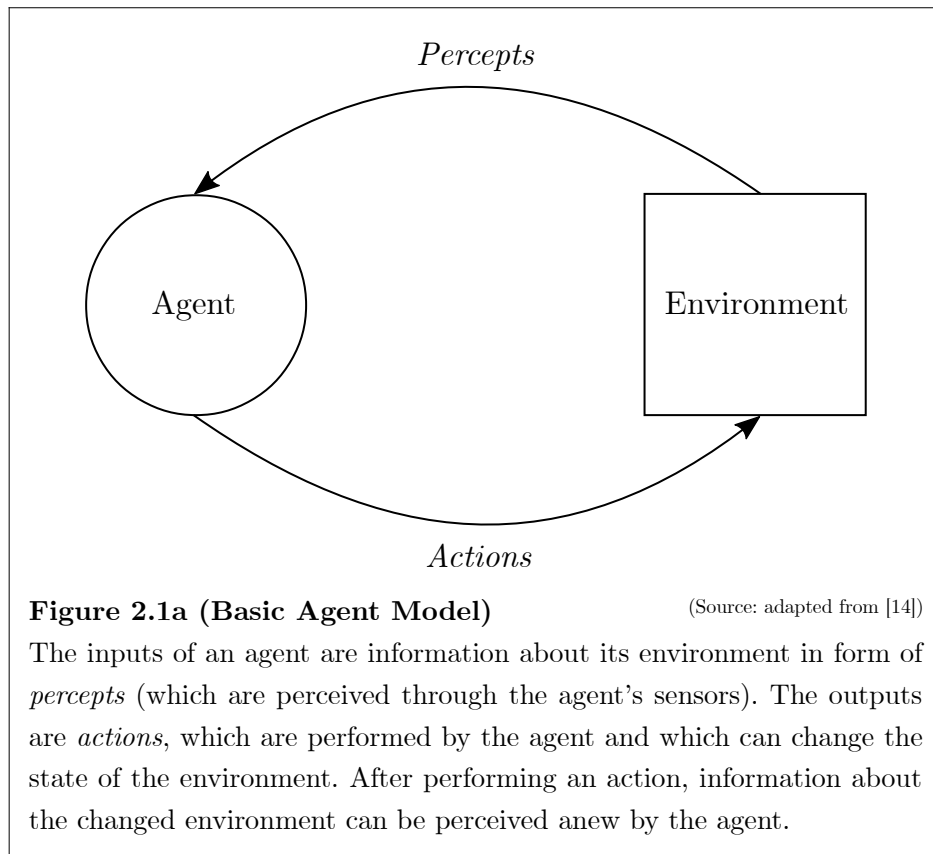 Percepts
Agent
Environment
Actions
Figure 2.1a (Basic Agent Model)
(Source: adapted from [14])
The inputs of an agent are information about its environment in form of
percepts (which are perceived through the agent's sensors). The outputs
are actions, which are performed by the agent and which can change the
state of the environment. After performing an action, information about
the changed environment can be perceived anew by the agent.